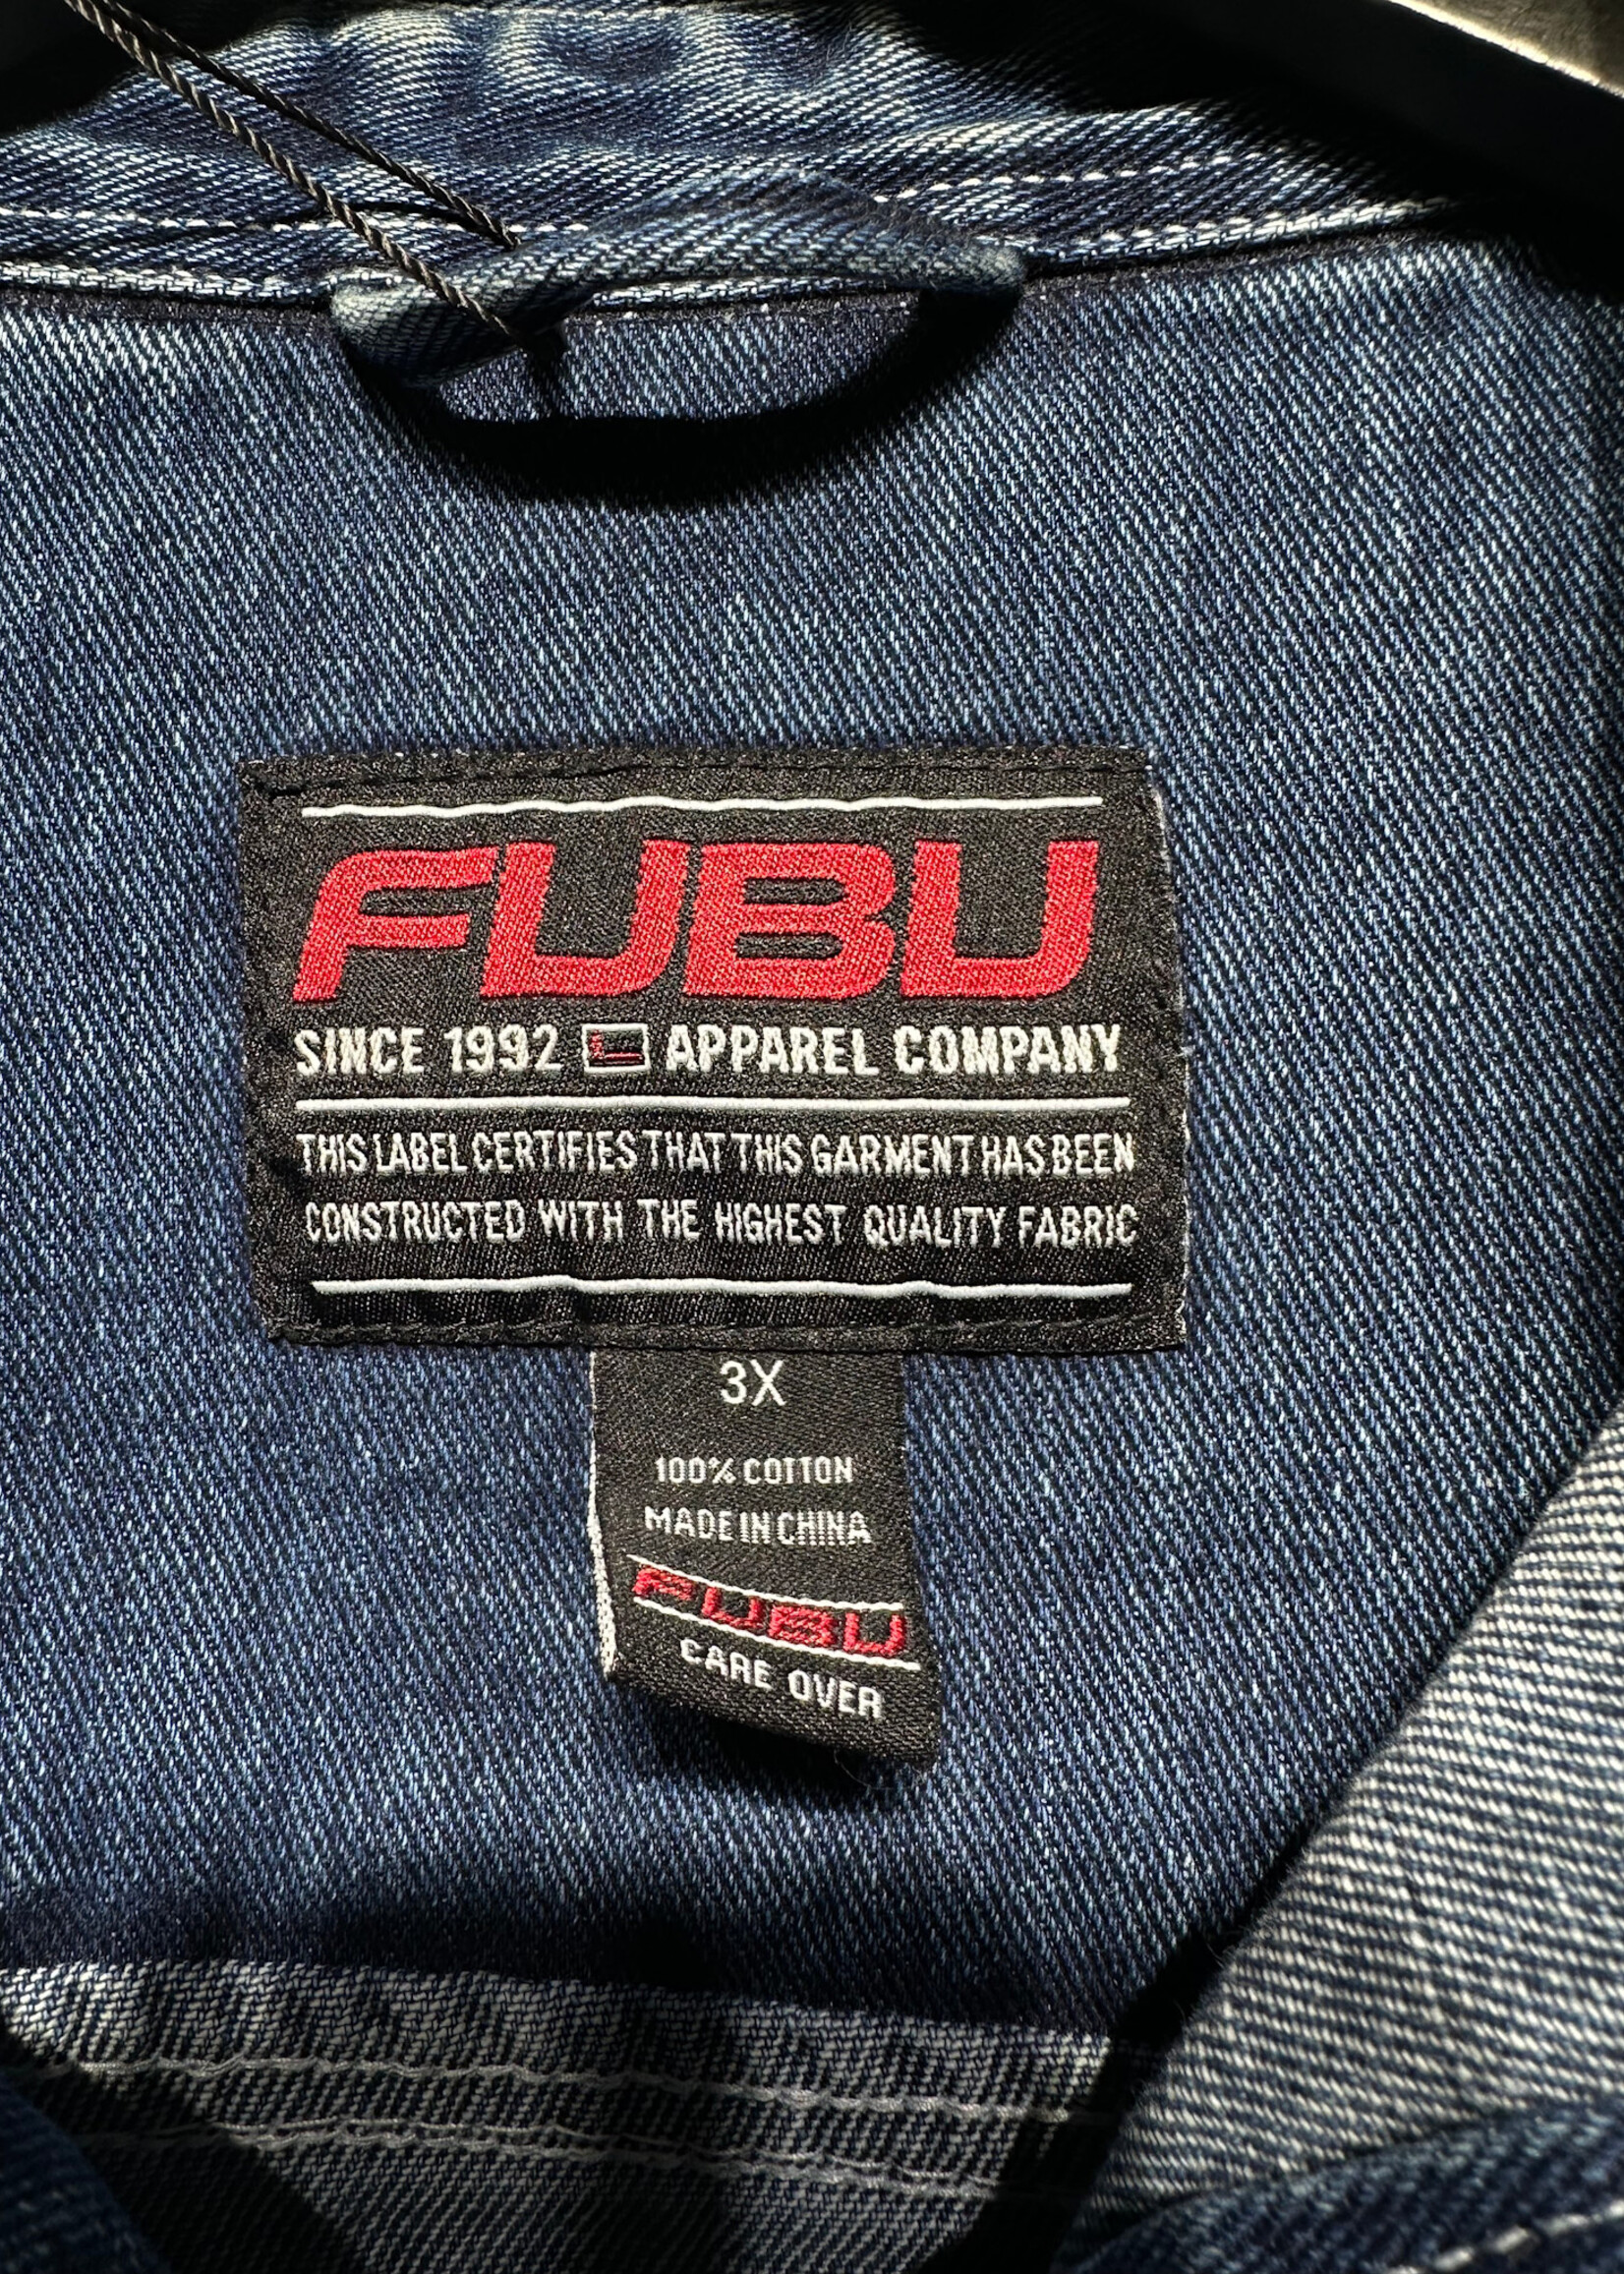 FUBU
SINCE 1992 APPAREL COMPANY
THIS LABEL CERTIFIES THAT THIS GARMENT HAS BEEN
CONSTRUCTED WITH THE HIGHEST QUALITY FABRIC
3X
100% COTTON
MADE IN CHINA
FUBU
CARE OVER